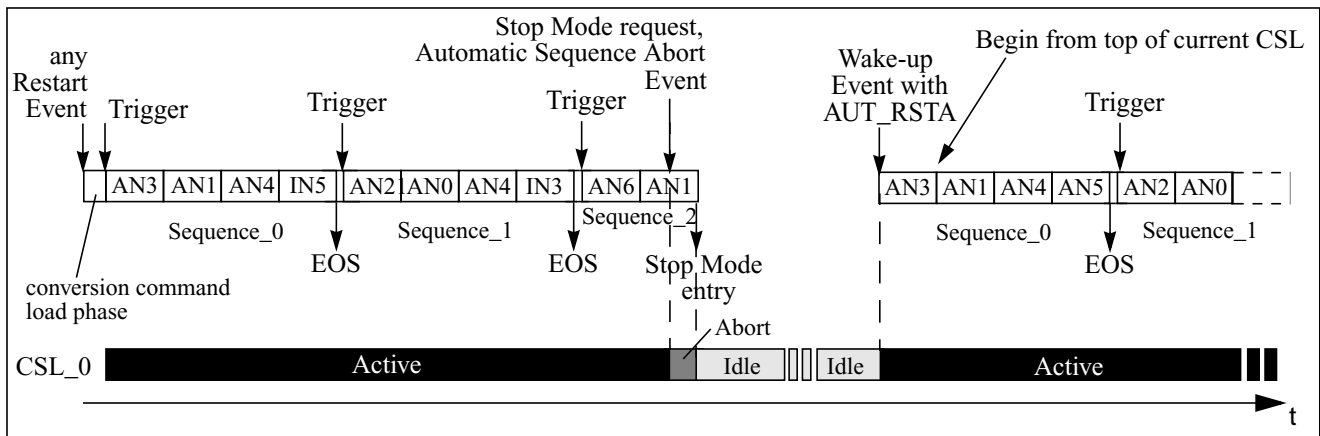 Stop Mode request,
Automatic Sequence Abort
Event
any
Restart
Event
Trigger
Trigger
Trigger
Wake-up
Event with
AUT_RSTA
Begin from top of current CSL
Trigger
AN3 AN1 AN4 IN5 AN21 AN0 AN4 IN3 AN6 AN1
AN3 AN1 AN4 AN5 AN2 AN0
Sequence_0
Sequence_1
Sequence_2
Sequence_0
Sequence_1
EOS
EOS
EOS
Stop Mode
entry
conversion command
load phase
Abort
CSL_0
Active
Idle
Idle
Active
t